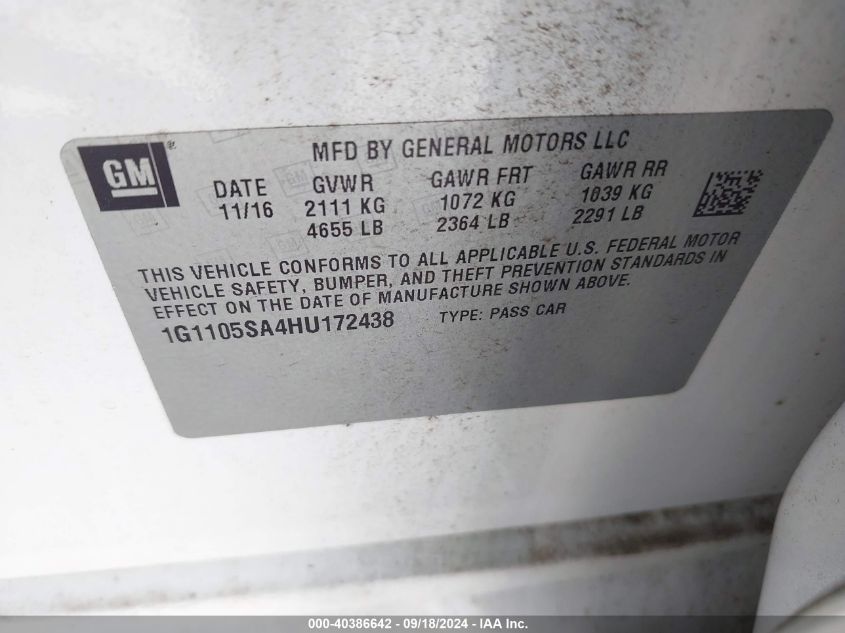 GM
MFD BY GENERAL MOTORS LLC
DATE GVWR GAWR FRT GAWR RR
11/16 2111 KG 1072 KG 1039 KG
4655 LB 2364 LB 2291 LB
THIS VEHICLE CONFORMS TO ALL APPLICABLE U.S. FEDERAL MOTOR
VEHICLE SAFETY, BUMPER, AND THEFT PREVENTION STANDARDS IN
EFFECT ON THE DATE OF MANUFACTURE SHOWN ABOVE.
1G1105SA4HU172438 TYPE: PASS CAR
000-40386642 - 09/18/2024 - IAA Inc.